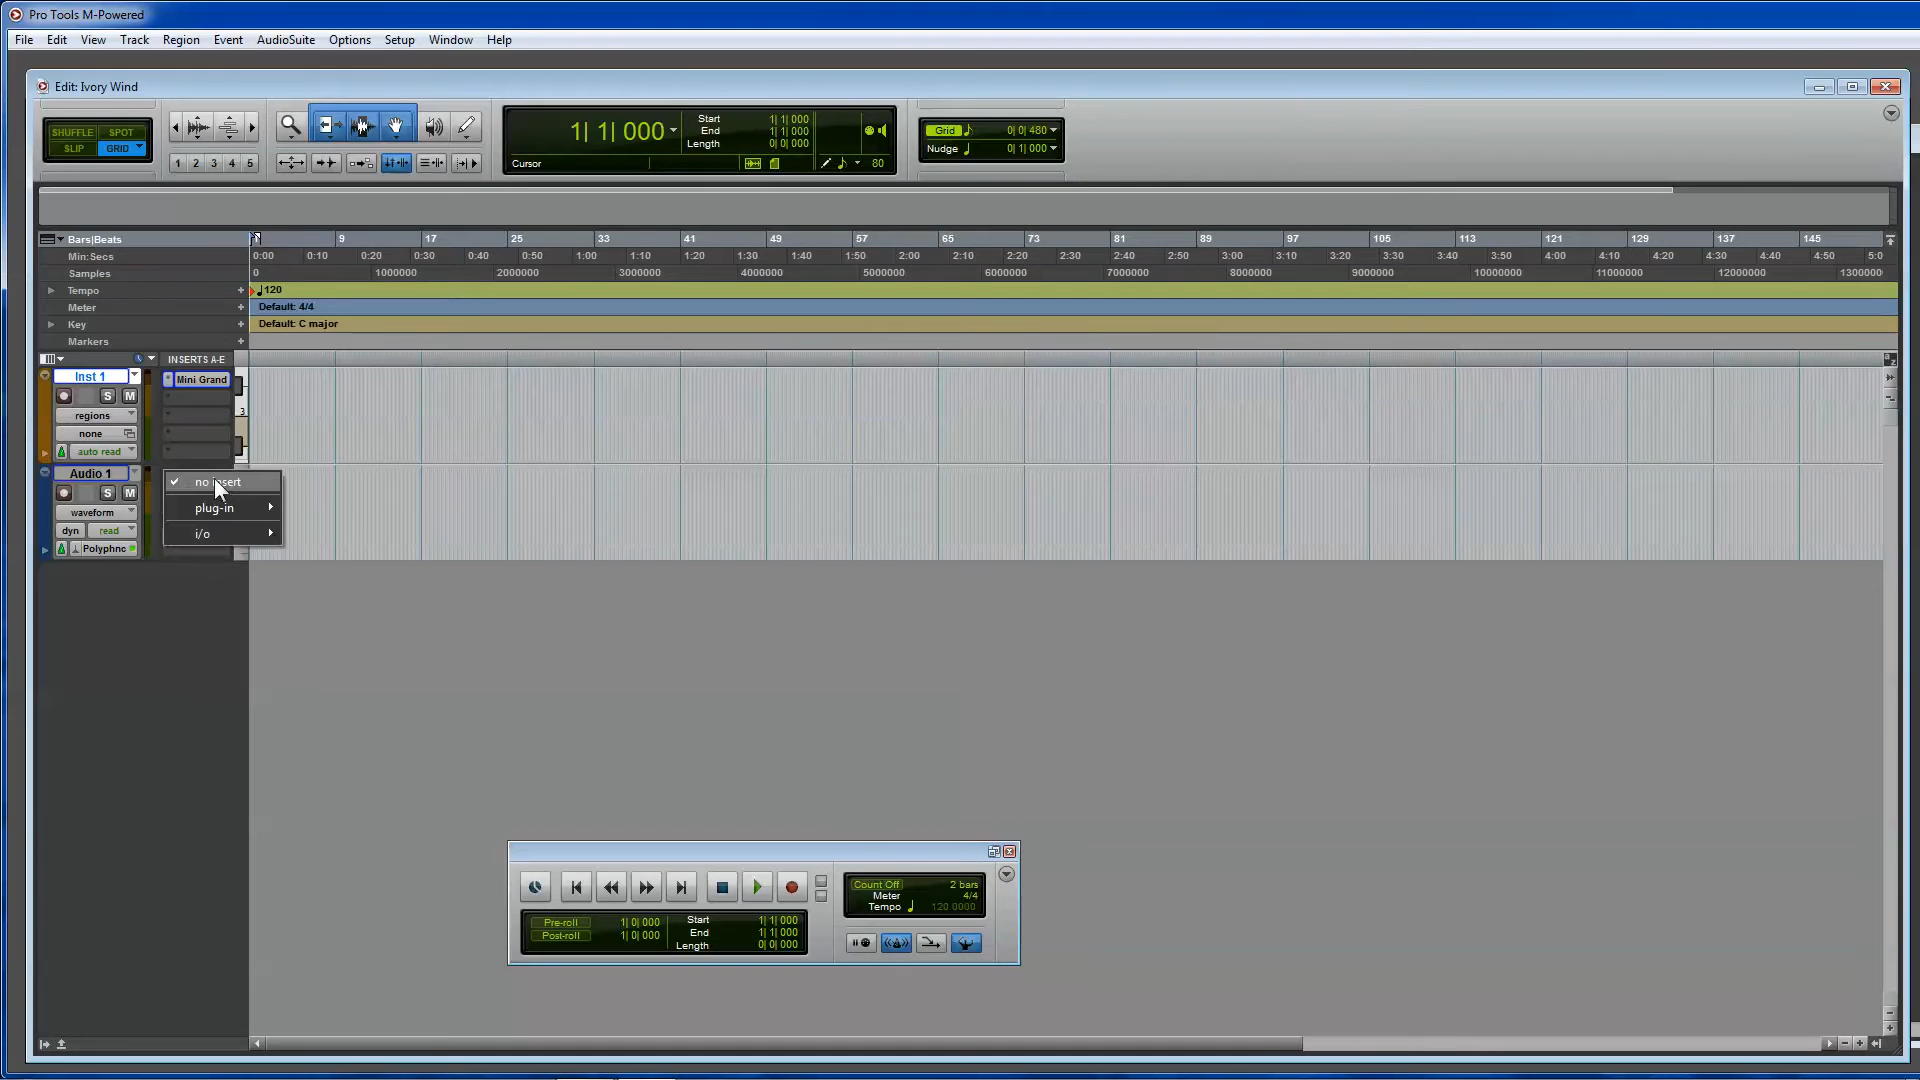 Pro Tools M-Powered
File Edit View Track Region Event AudioSuite Options Setup Window Help
Edit: Ivory Wind
SHUFFLE SPOT
SLIP GRID
1 2 3 4 5
1| 1| 000
Start 1| 1| 000
End 1| 1| 000
Length 0| 0| 000
Cursor
80
Grid 0| 0| 480
Nudge 0| 1| 000
Bars|Beats 1 9 17 25 33 41 49 57 65 73 81 89 97 105 113 121 129 137 145
Min:Secs 0:00 0:10 0:20 0:30 0:40 0:50 1:00 1:10 1:20 1:30 1:40 1:50 2:00 2:10 2:20 2:30 2:40 2:50 3:00 3:10 3:20 3:30 3:40 3:50 4:00 4:10 4:20 4:30 4:40 4:50 5:0
Samples 0 1000000 2000000 3000000 4000000 5000000 6000000 7000000 8000000 9000000 10000000 11000000 12000000 1300000
Tempo + 120
Meter + Default: 4/4
Key + Default: C major
Markers +
INSERTS A-E
Inst 1 Mini Grand
S M
regions 3
none
auto read
Audio 1
S M
waveform
dyn read
Polyphnc
no insert
plug-in
i/o
Count Off 2 bars
Meter 4/4
Tempo 120.0000
Pre-roll 1| 0| 000
Post-roll 1| 0| 000
Start 1| 1| 000
End 1| 1| 000
Length 0| 0| 000